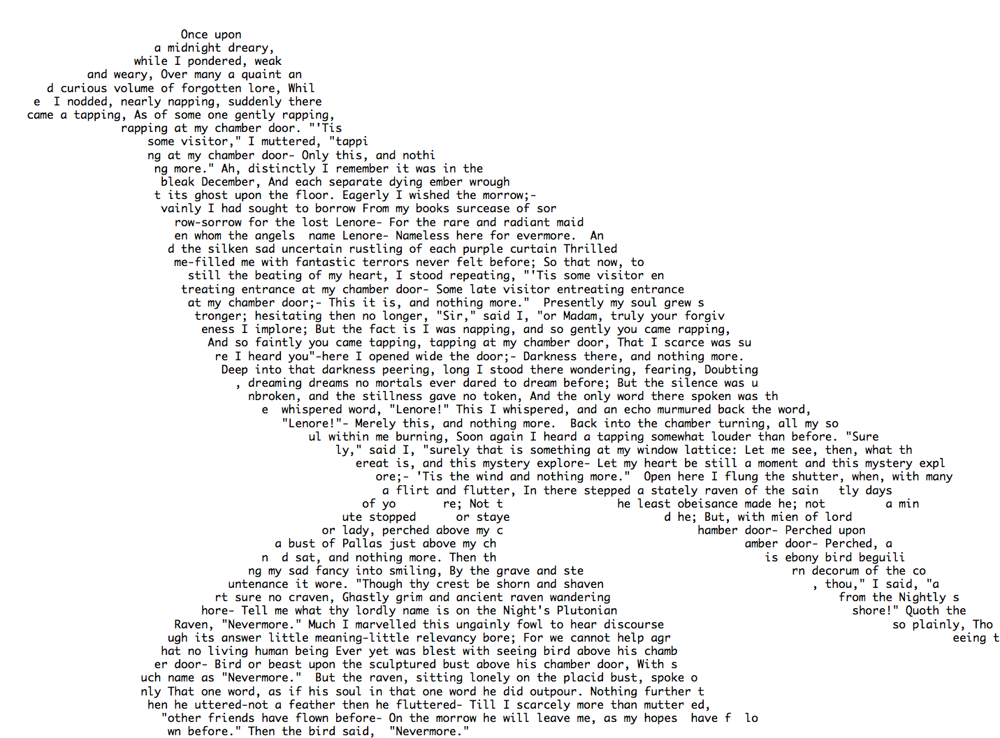 Once upon
a midnight dreary,
while I pondered, weak
and weary, Over many a quaint an
d curious volume of forgotten lore, Whil
e  I nodded, nearly napping, suddenly there
came a tapping, As of some one gently rapping,
rapping at my chamber door. "'Tis
some visitor," I muttered, "tappi
ng at my chamber door- Only this, and nothi
ng more." Ah, distinctly I remember it was in the
bleak December, And each separate dying ember wrough
t its ghost upon the floor. Eagerly I wished the morrow;-
vainly I had sought to borrow From my books surcease of sor
row-sorrow for the lost Lenore- For the rare and radiant maid
en whom the angels  name Lenore- Nameless here for evermore.  An
d the silken sad uncertain rustling of each purple curtain Thrilled
me-filled me with fantastic terrors never felt before; So that now, to
still the beating of my heart, I stood repeating, "'Tis some visitor en
treating entrance at my chamber door- Some late visitor entreating entrance
at my chamber door;- This it is, and nothing more."  Presently my soul grew s
tronger; hesitating then no longer, "Sir," said I, "or Madam, truly your forgiv
eness I implore; But the fact is I was napping, and so gently you came rapping,
And so faintly you came tapping, tapping at my chamber door, That I scarce was su
re I heard you"-here I opened wide the door;- Darkness there, and nothing more.
Deep into that darkness peering, long I stood there wondering, fearing, Doubting
, dreaming dreams no mortals ever dared to dream before; But the silence was u
nbroken, and the stillness gave no token, And the only word there spoken was th
e  whispered word, "Lenore!" This I whispered, and an echo murmured back the word,
"Lenore!"- Merely this, and nothing more.  Back into the chamber turning, all my so
ul within me burning, Soon again I heard a tapping somewhat louder than before. "Sure
ly," said I, "surely that is something at my window lattice: Let me see, then, what th
ereat is, and this mystery explore- Let my heart be still a moment and this mystery expl
ore;- 'Tis the wind and nothing more."  Open here I flung the shutter, when, with many
a flirt and flutter, In there stepped a stately raven of the sain   tly days
of yo       re; Not t                 he least obeisance made he; not         a min
ute stopped      or staye                       d he; But, with mien of lord
or lady, perched above my c                             hamber door- Perched upon
a bust of Pallas just above my ch                                     amber door- Perched, a
n  d sat, and nothing more. Then th                                        is ebony bird beguili
ng my sad fancy into smiling, By the grave and ste                               rn decorum of the co
untenance it wore. "Though thy crest be shorn and shaven                               , thou," I said, "a
rt sure no craven, Ghastly grim and ancient raven wandering                                  from the Nightly s
hore- Tell me what thy lordly name is on the Night's Plutonian                                   shore!" Quoth the
Raven, "Nevermore." Much I marvelled this ungainly fowl to hear discourse                                  so plainly, Tho
ugh its answer little meaning-little relevancy bore; For we cannot help agr                                          eeing t
hat no living human being Ever yet was blest with seeing bird above his chamb
er door- Bird or beast upon the sculptured bust above his chamber door, With s
uch name as "Nevermore."  But the raven, sitting lonely on the placid bust, spoke o
nly That one word, as if his soul in that one word he did outpour. Nothing further t
hen he uttered-not a feather then he fluttered- Till I scarcely more than mutter ed,
"other friends have flown before- On the morrow he will leave me, as my hopes  have f  lo
wn before." Then the bird said,  "Nevermore."